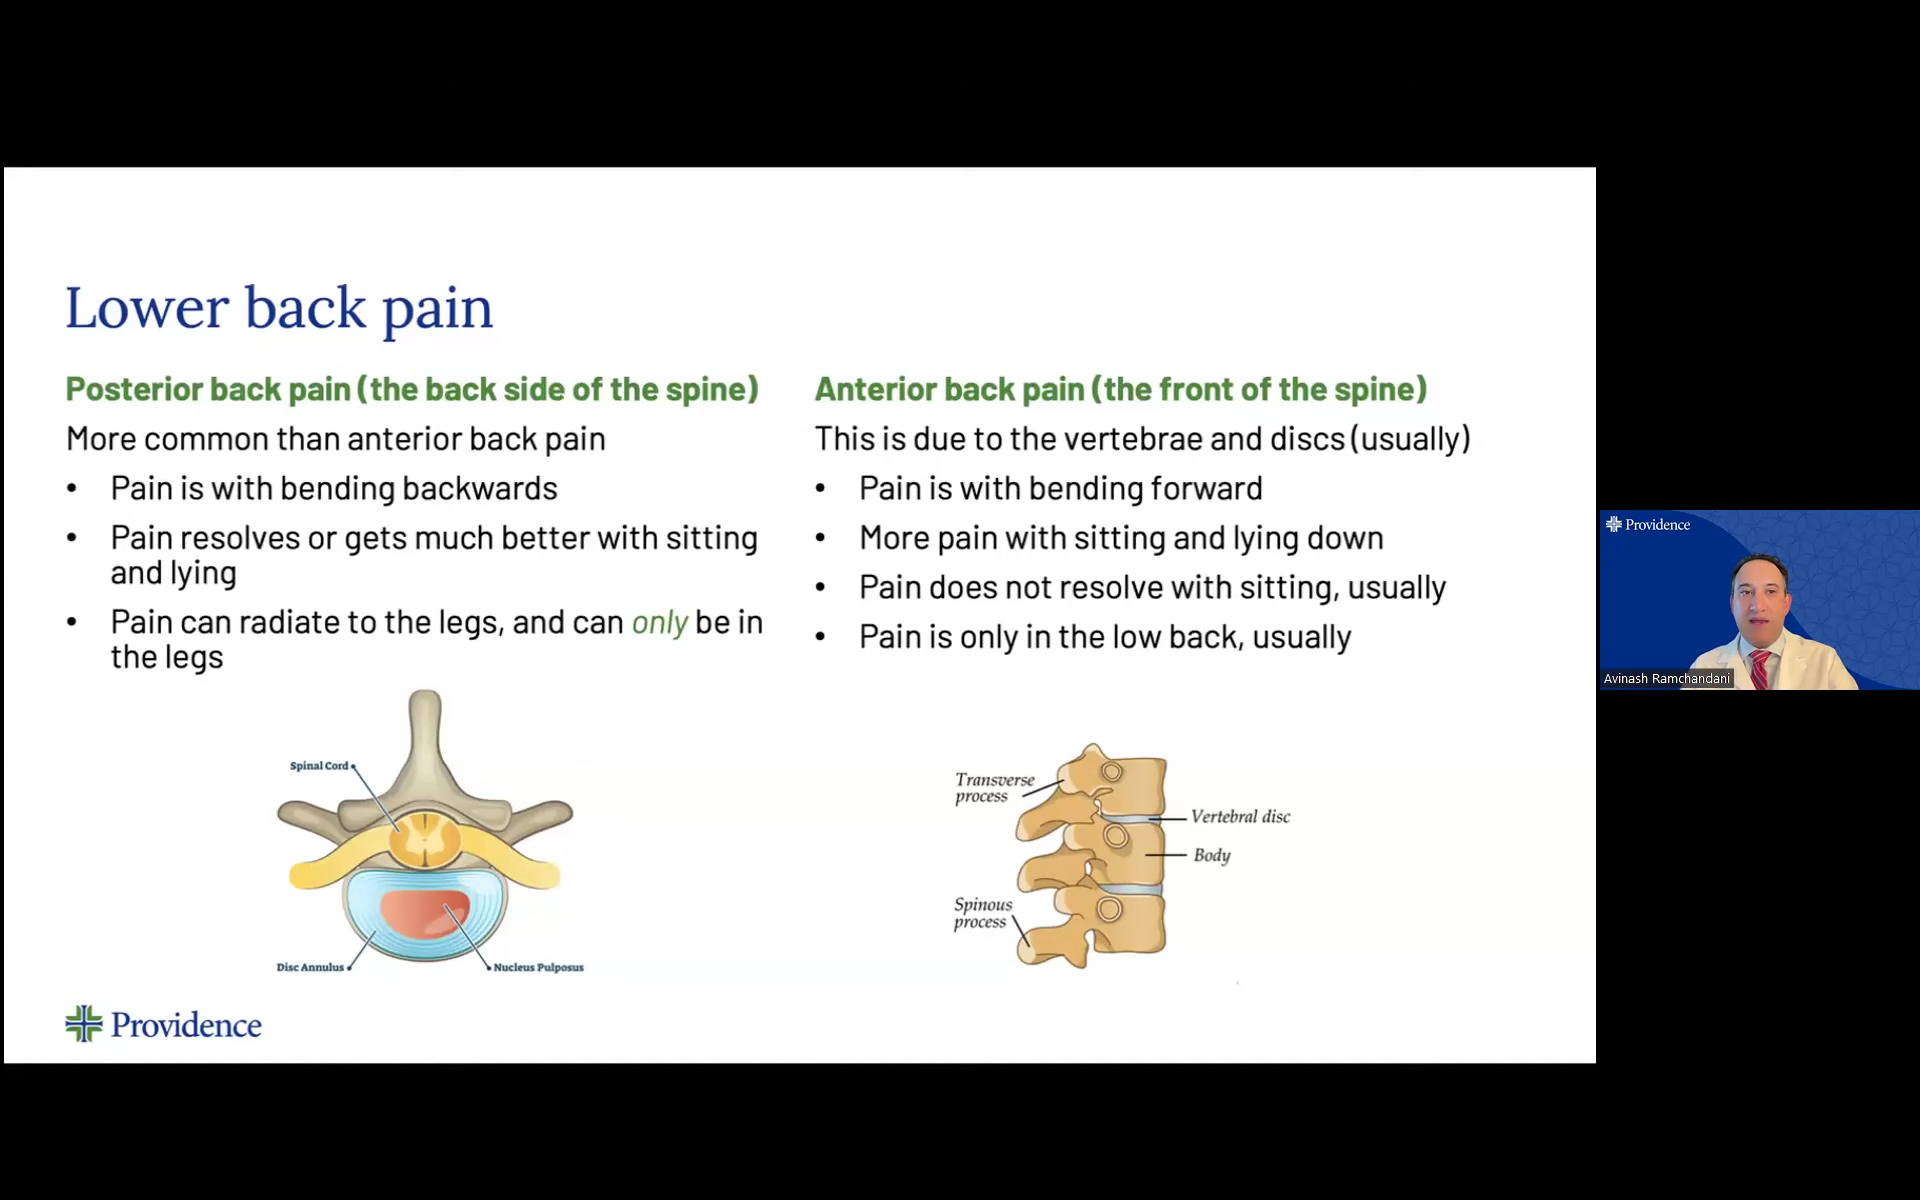 Lower back pain
Posterior back pain (the back side of the spine)
More common than anterior back pain
• Pain is with bending backwards
• Pain resolves or gets much better with sitting
and lying
• Pain can radiate to the legs, and can only be in
the legs
Spinal Cord
Disc Annulus
Nucleus Pulposus
Anterior back pain (the front of the spine)
This is due to the vertebrae and discs (usually)
• Pain is with bending forward
• More pain with sitting and lying down
• Pain does not resolve with sitting, usually
• Pain is only in the low back, usually
Transverse
process
Vertebral disc
Body
Spinous
process
Providence
Providence
Avinash Ramchandani